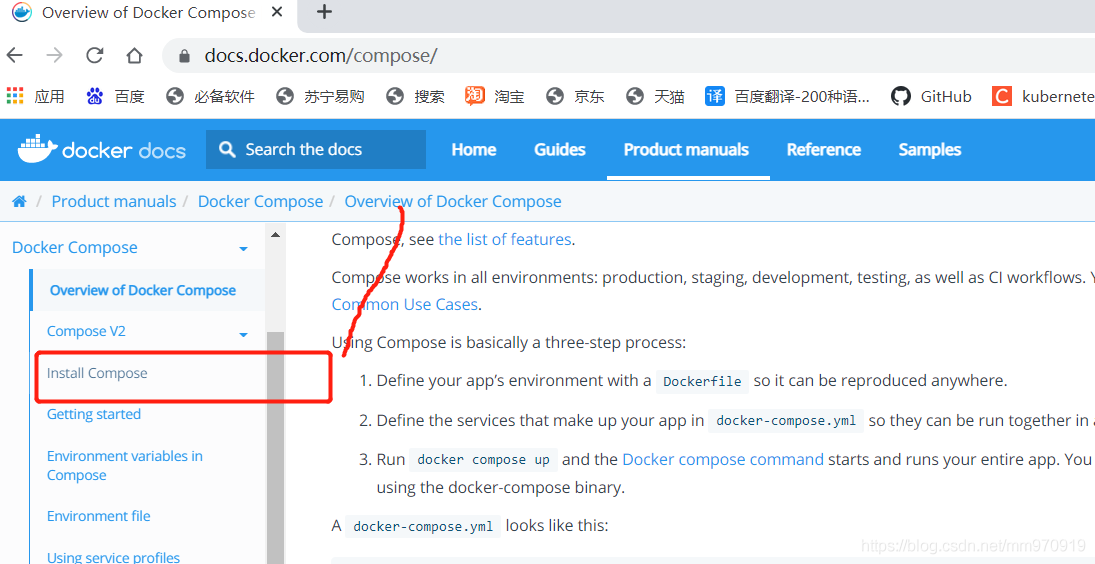 Overview of Docker Compose
docs.docker.com/compose/
应用 百度 必备软件 苏宁易购 搜索 淘宝 京东 天猫 百度翻译-200种语... GitHub kubernete
docker docs Search the docs Home Guides Product manuals Reference Samples
/ Product manuals / Docker Compose / Overview of Docker Compose
Docker Compose
Overview of Docker Compose
Compose V2
Install Compose
Getting started
Environment variables in
Compose
Environment file
Using service profiles
Compose, see the list of features.
Compose works in all environments: production, staging, development, testing, as well as CI workflows. Y
Common Use Cases.
Using Compose is basically a three-step process:
1. Define your app's environment with a Dockerfile so it can be reproduced anywhere.
2. Define the services that make up your app in docker-compose.yml so they can be run together in a
3. Run docker compose up and the Docker compose command starts and runs your entire app. You
using the docker-compose binary.
A docker-compose.yml looks like this:
https://blog.csdn.net/mm970919